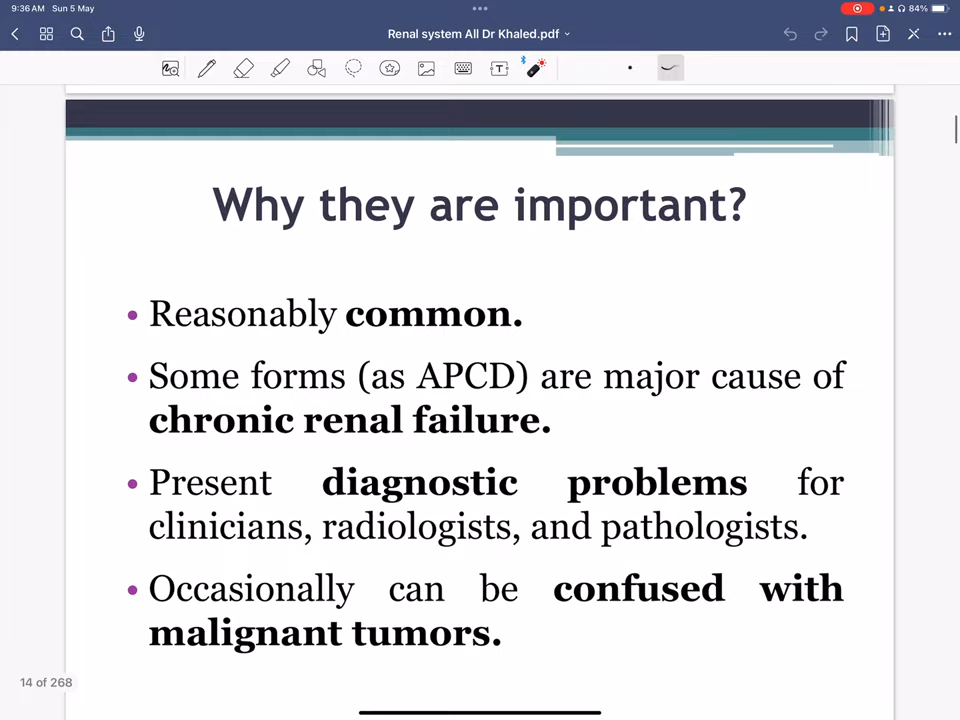 9:36 AM Sun 5 May
84%
Renal system All Dr Khaled.pdf
Why they are important?
• Reasonably common.
• Some forms (as APCD) are major cause of
chronic renal failure.
• Present diagnostic problems for
clinicians, radiologists, and pathologists.
• Occasionally can be confused with
malignant tumors.
14 of 268